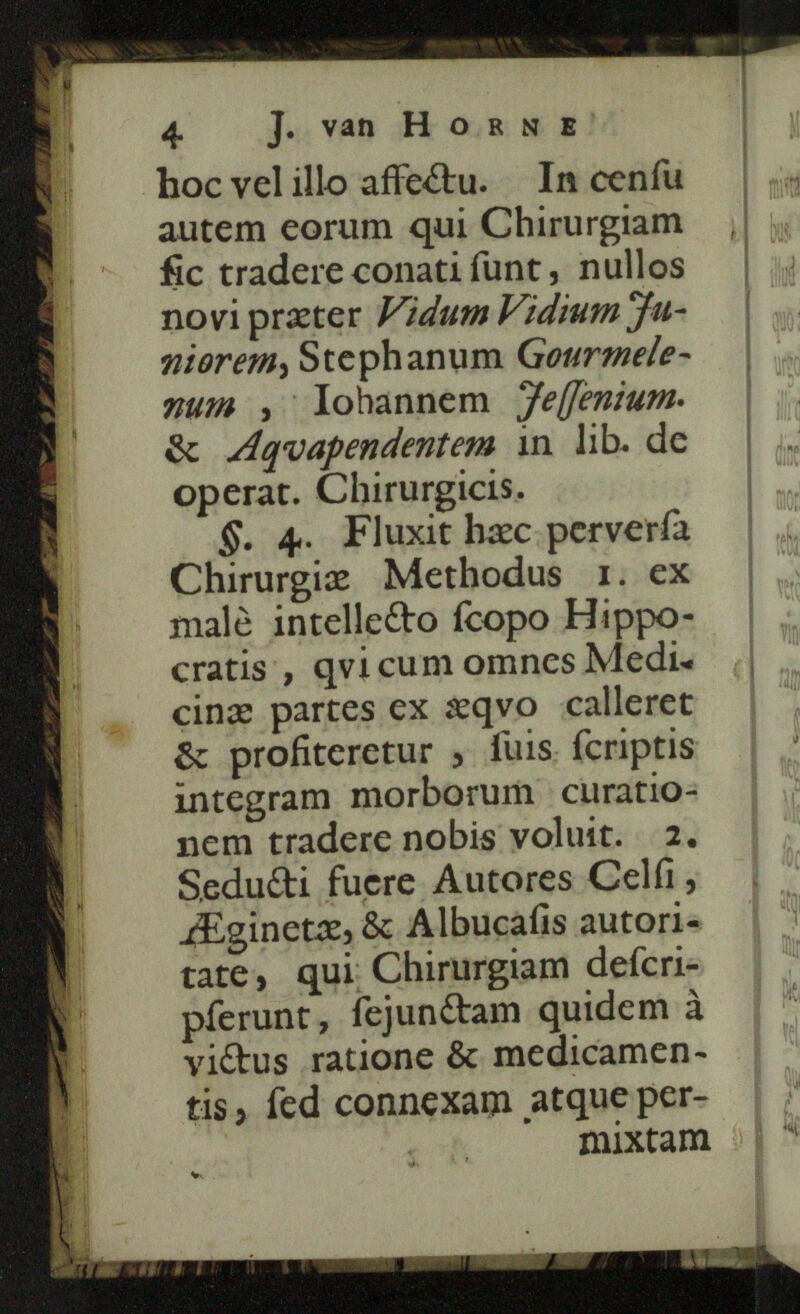 4 J. van HORNE
hoc vel illo affectu. In cenſu
autem eorum qui Chirurgiam
ſic tradere conati ſunt, nullos
novi præter Vidum Vidium Ju-
niorem, Stephanum Gourmele-
num , Iohannem Jeſſenium.
& Aqvapendentem in lib. de
operat. Chirurgicis.
§. 4. Fluxit hæc perverſa
Chirurgiæ Methodus 1. ex
malè intellecto ſcopo Hippo-
cratis , qvi cum omnes Medi-
cinæ partes ex æqvo calleret
& profiteretur , ſuis ſcriptis
integram morborum curatio-
nem tradere nobis voluit. 2.
Seducti fuere Autores Celſi,
Æginetæ, & Albucaſis autori-
tate, qui Chirurgiam deſcri-
pſerunt, ſejunctam quidem à
victus ratione & medicamen-
tis, ſed connexam atque per-
mixtam